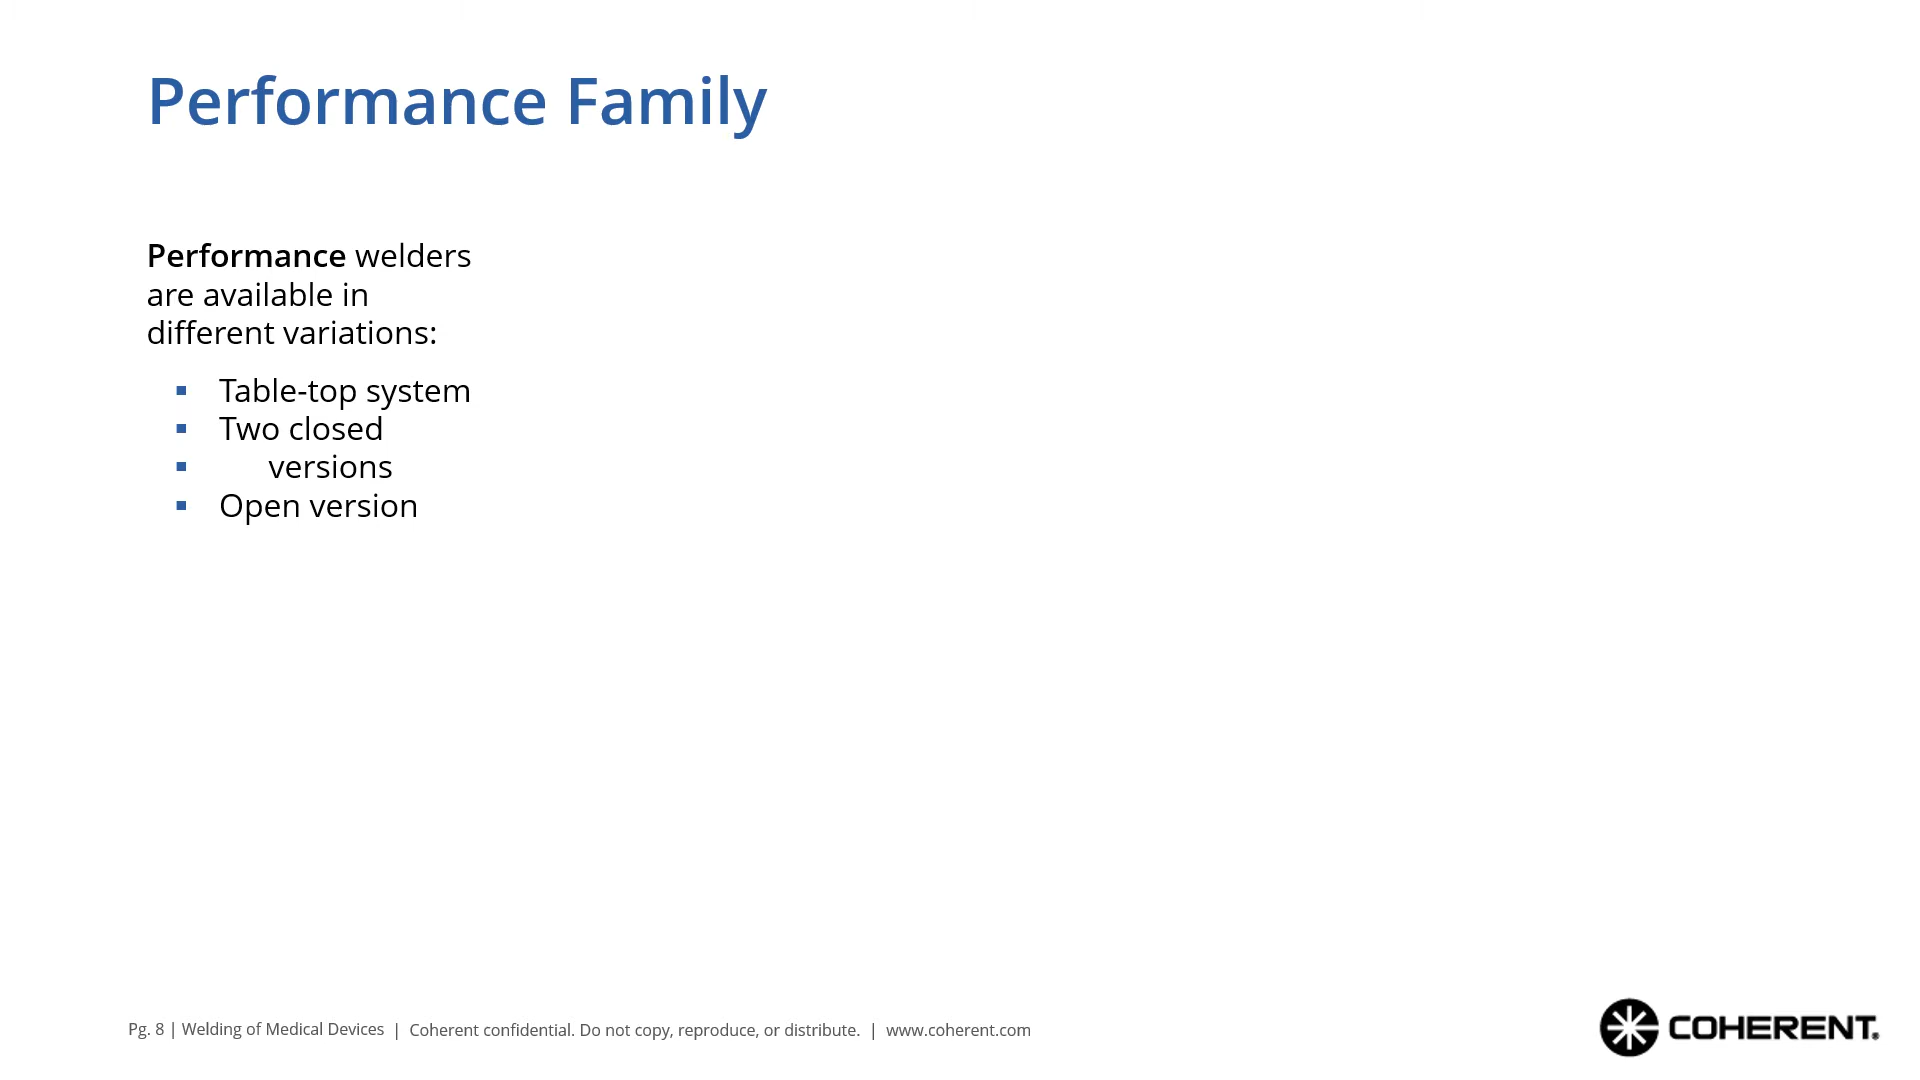 Performance Family
Performance welders
are available in
different variations:
▪ Table-top system
▪ Two closed
▪ versions
▪ Open version
Pg. 8 | Welding of Medical Devices | Coherent confidential. Do not copy, reproduce, or distribute. | www.coherent.com
COHERENT.